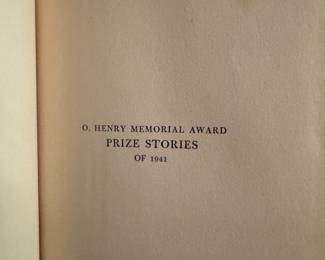 O. HENRY MEMORIAL AWARD
PRIZE STORIES
OF 1941